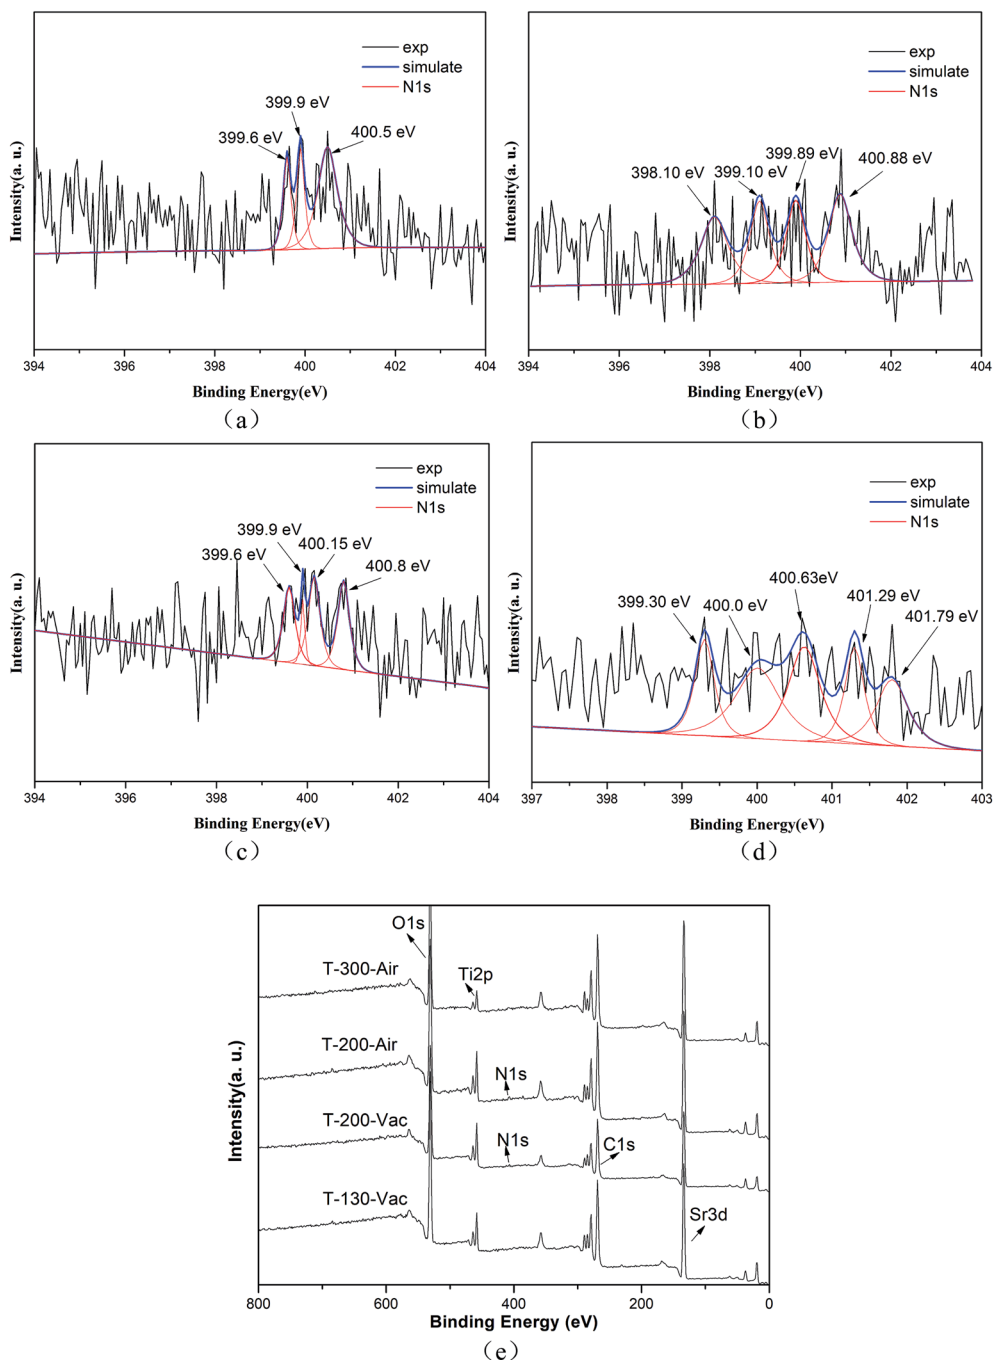 exp
simulate
N1s
399.9 eV
399.6 eV
400.5 eV
Intensity(a. u.)
394 396 398 400 402 404
Binding Energy(eV)
（a）
exp
simulate
N1s
399.89 eV
399.10 eV
398.10 eV
400.88 eV
Intensity(a. u.)
394 396 398 400 402 404
Binding Energy(eV)
（b）
exp
simulate
N1s
399.9 eV
400.15 eV
399.6 eV
400.8 eV
Intensity(a. u.)
394 396 398 400 402 404
Binding Energy(eV)
（c）
exp
simulate
N1s
400.63eV
399.30 eV
400.0 eV
401.29 eV
401.79 eV
Intensity(a. u.)
397 398 399 400 401 402 403
Binding Energy(eV)
（d）
O1s
T-300-Air
Ti2p
T-200-Air
N1s
T-200-Vac
N1s
C1s
T-130-Vac
Sr3d
Intensity(a. u.)
800 600 400 200 0
Binding Energy (eV)
（e）